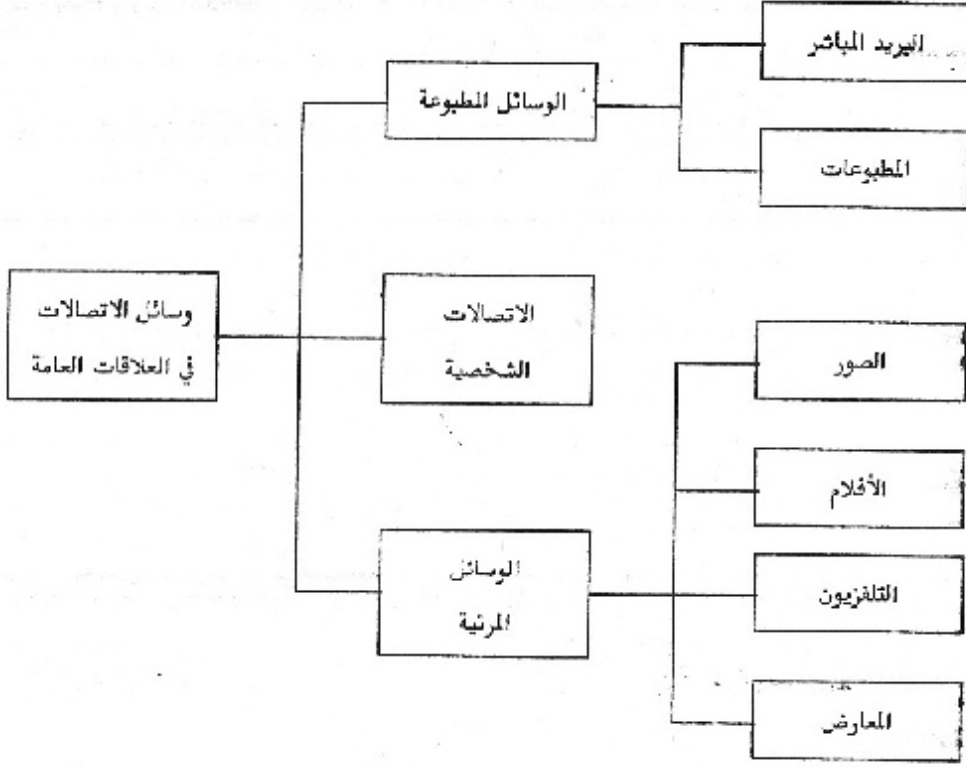 وسائل الاتصالات
في العلاقات العامة
الوسائل المطبوعة
البريد المباشر
المطبوعات
الاتصالات
الشخصية
الوسائل
المرئية
الصور
الأفلام
التلفزيون
المعارض